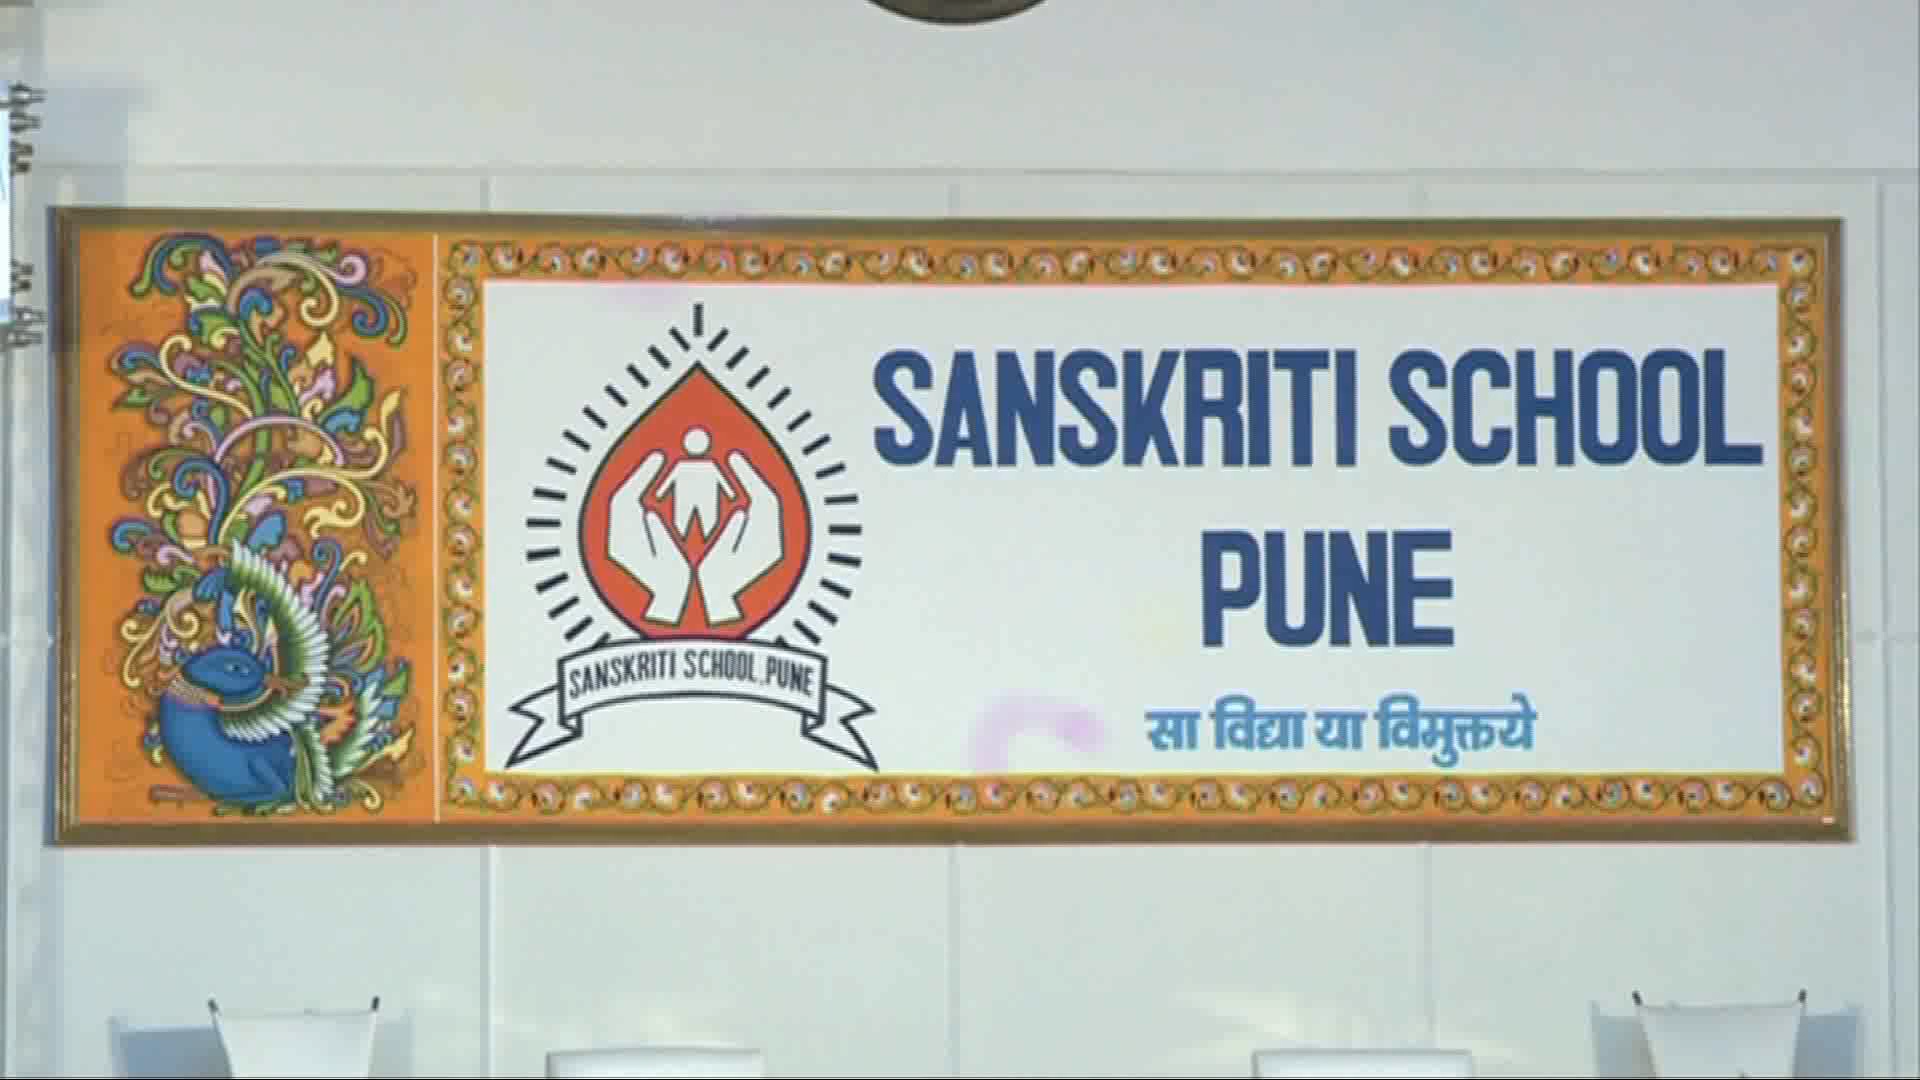 SANSKRITI SCHOOL
PUNE
सा विद्या या विमुक्तये
SANSKRITI SCHOOL, PUNE